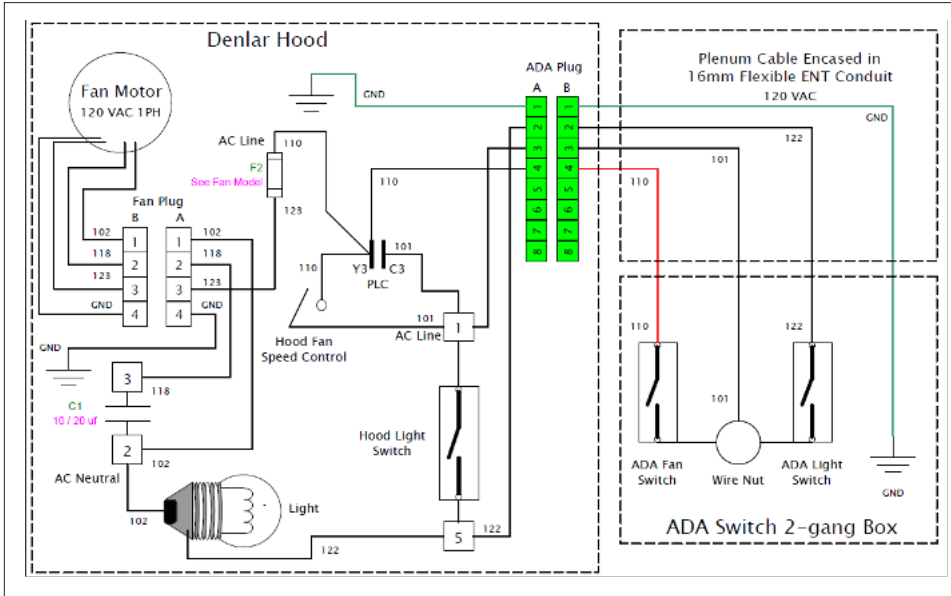 Denlar Hood
Fan Motor
120 VAC 1PH
GND
ADA Plug
A B
1 1
2 2
3 3
4 4
5 5
6 6
7 7
8 8
Plenum Cable Encased in
16mm Flexible ENT Conduit
120 VAC
GND
122
101
110
AC Line
110
F2
See Fan Model
123
110
Fan Plug
B A
102 1 1 102
118 2 2 118
123 3 3 123
GND 4 4 GND
GND
110
Y3 C3
PLC
101
101
1
AC Line
Hood Fan
Speed Control
3
118
C1
10 / 20 uf
2
102
AC Neutral
102
Light
122
Hood Light
Switch
5
122
110
122
101
ADA Fan
Switch
Wire Nut
ADA Light
Switch
GND
ADA Switch 2-gang Box